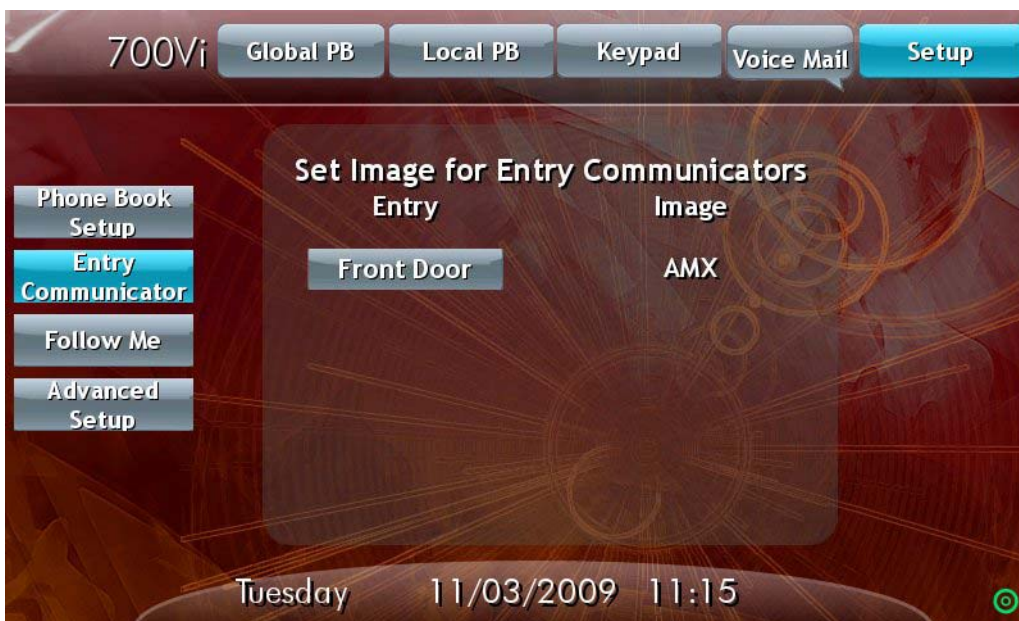 700Vi Global PB Local PB Keypad Voice Mail Setup
Set Image for Entry Communicators
Entry Image
Front Door AMX
Phone Book
Setup
Entry
Communicator
Follow Me
Advanced
Setup
Tuesday 11/03/2009 11:15